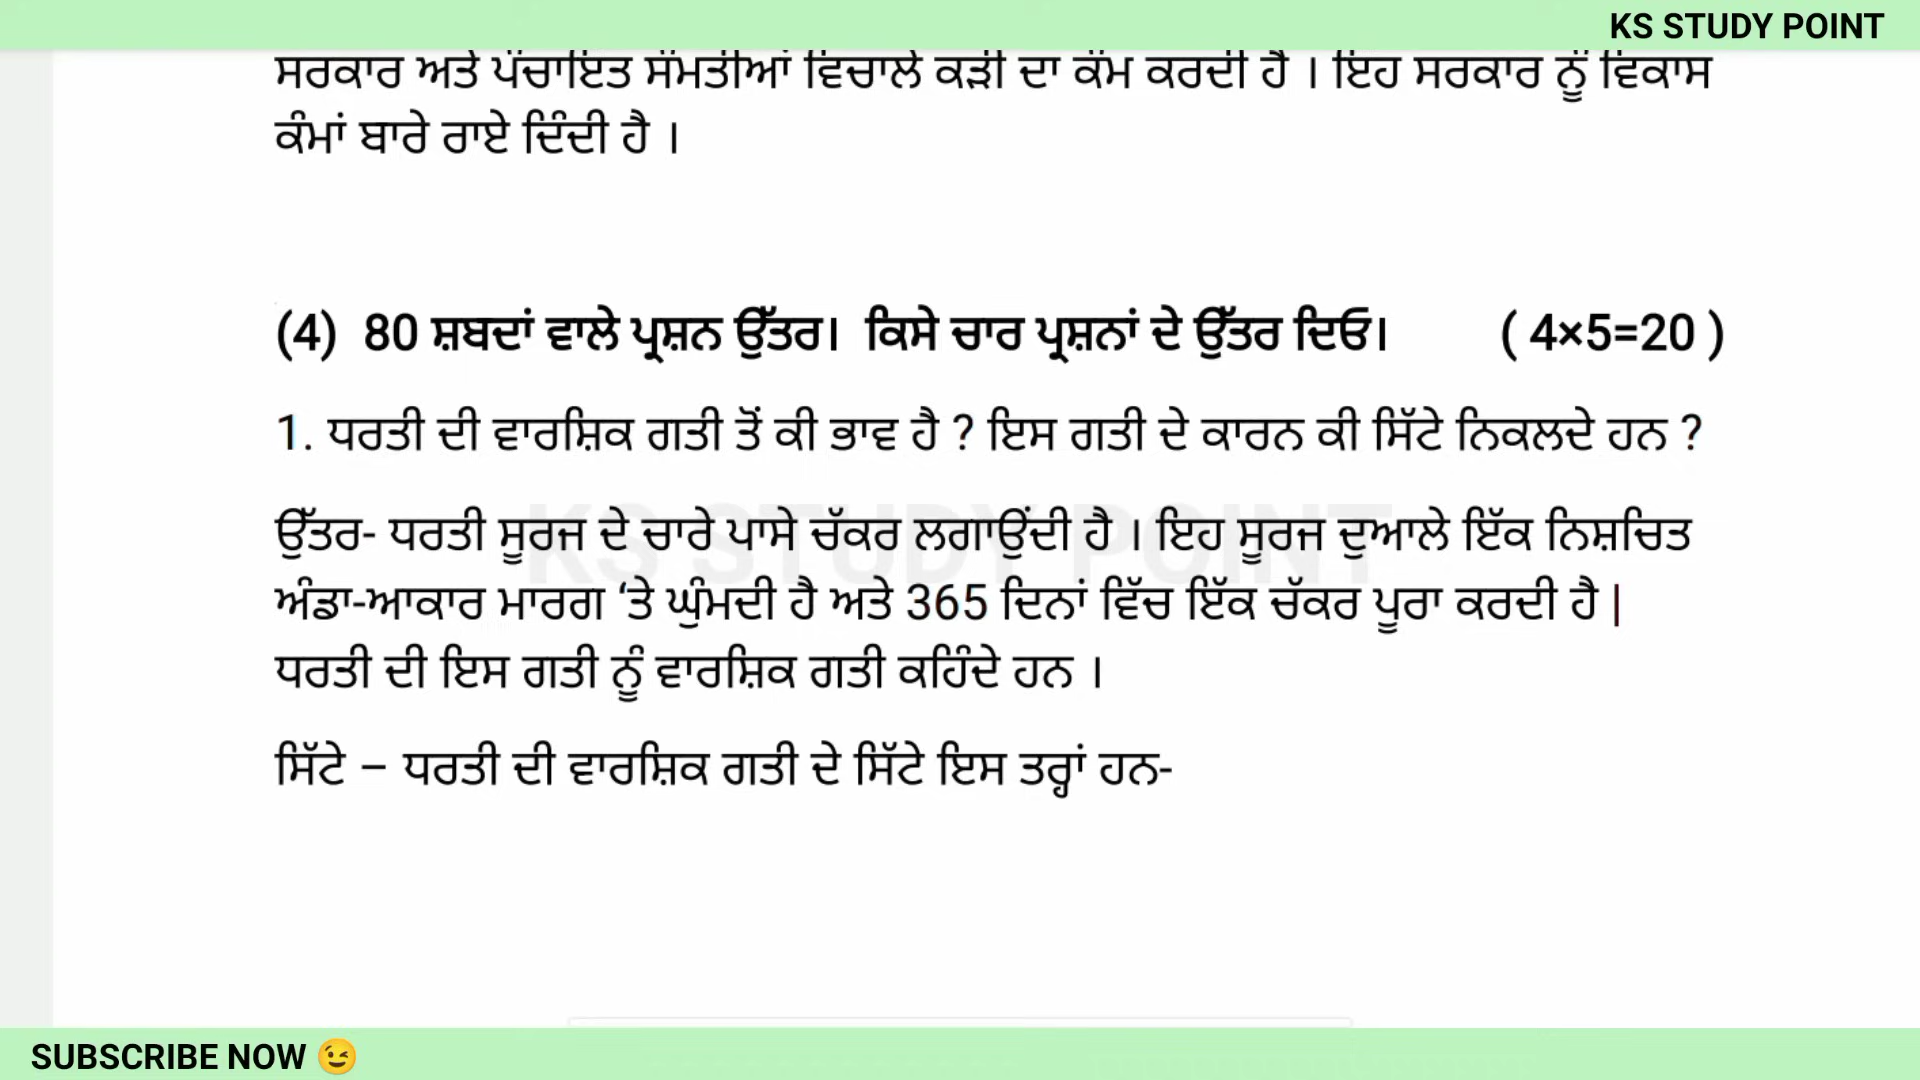 KS STUDY POINT
ਸਰਕਾਰ ਅਤੇ ਪੰਚਾਇਤ ਸੰਮਤੀਆਂ ਵਿਚਾਲੇ ਕੜੀ ਦਾ ਕੰਮ ਕਰਦੀ ਹੈ । ਇਹ ਸਰਕਾਰ ਨੂੰ ਵਿਕਾਸ
ਕੰਮਾਂ ਬਾਰੇ ਰਾਏ ਦਿੰਦੀ ਹੈ ।
(4) 80 ਸ਼ਬਦਾਂ ਵਾਲੇ ਪ੍ਰਸ਼ਨ ਉੱਤਰ। ਕਿਸੇ ਚਾਰ ਪ੍ਰਸ਼ਨਾਂ ਦੇ ਉੱਤਰ ਦਿਓ। ( 4×5=20 )
1. ਧਰਤੀ ਦੀ ਵਾਰਸ਼ਿਕ ਗਤੀ ਤੋਂ ਕੀ ਭਾਵ ਹੈ ? ਇਸ ਗਤੀ ਦੇ ਕਾਰਨ ਕੀ ਸਿੱਟੇ ਨਿਕਲਦੇ ਹਨ ?
KS STUDY POINT
ਉੱਤਰ- ਧਰਤੀ ਸੂਰਜ ਦੇ ਚਾਰੇ ਪਾਸੇ ਚੱਕਰ ਲਗਾਉਂਦੀ ਹੈ । ਇਹ ਸੂਰਜ ਦੁਆਲੇ ਇੱਕ ਨਿਸ਼ਚਿਤ
ਅੰਡਾ-ਆਕਾਰ ਮਾਰਗ ‘ਤੇ ਘੁੰਮਦੀ ਹੈ ਅਤੇ 365 ਦਿਨਾਂ ਵਿੱਚ ਇੱਕ ਚੱਕਰ ਪੂਰਾ ਕਰਦੀ ਹੈ|
ਧਰਤੀ ਦੀ ਇਸ ਗਤੀ ਨੂੰ ਵਾਰਸ਼ਿਕ ਗਤੀ ਕਹਿੰਦੇ ਹਨ ।
ਸਿੱਟੇ – ਧਰਤੀ ਦੀ ਵਾਰਸ਼ਿਕ ਗਤੀ ਦੇ ਸਿੱਟੇ ਇਸ ਤਰ੍ਹਾਂ ਹਨ-
SUBSCRIBE NOW 😉